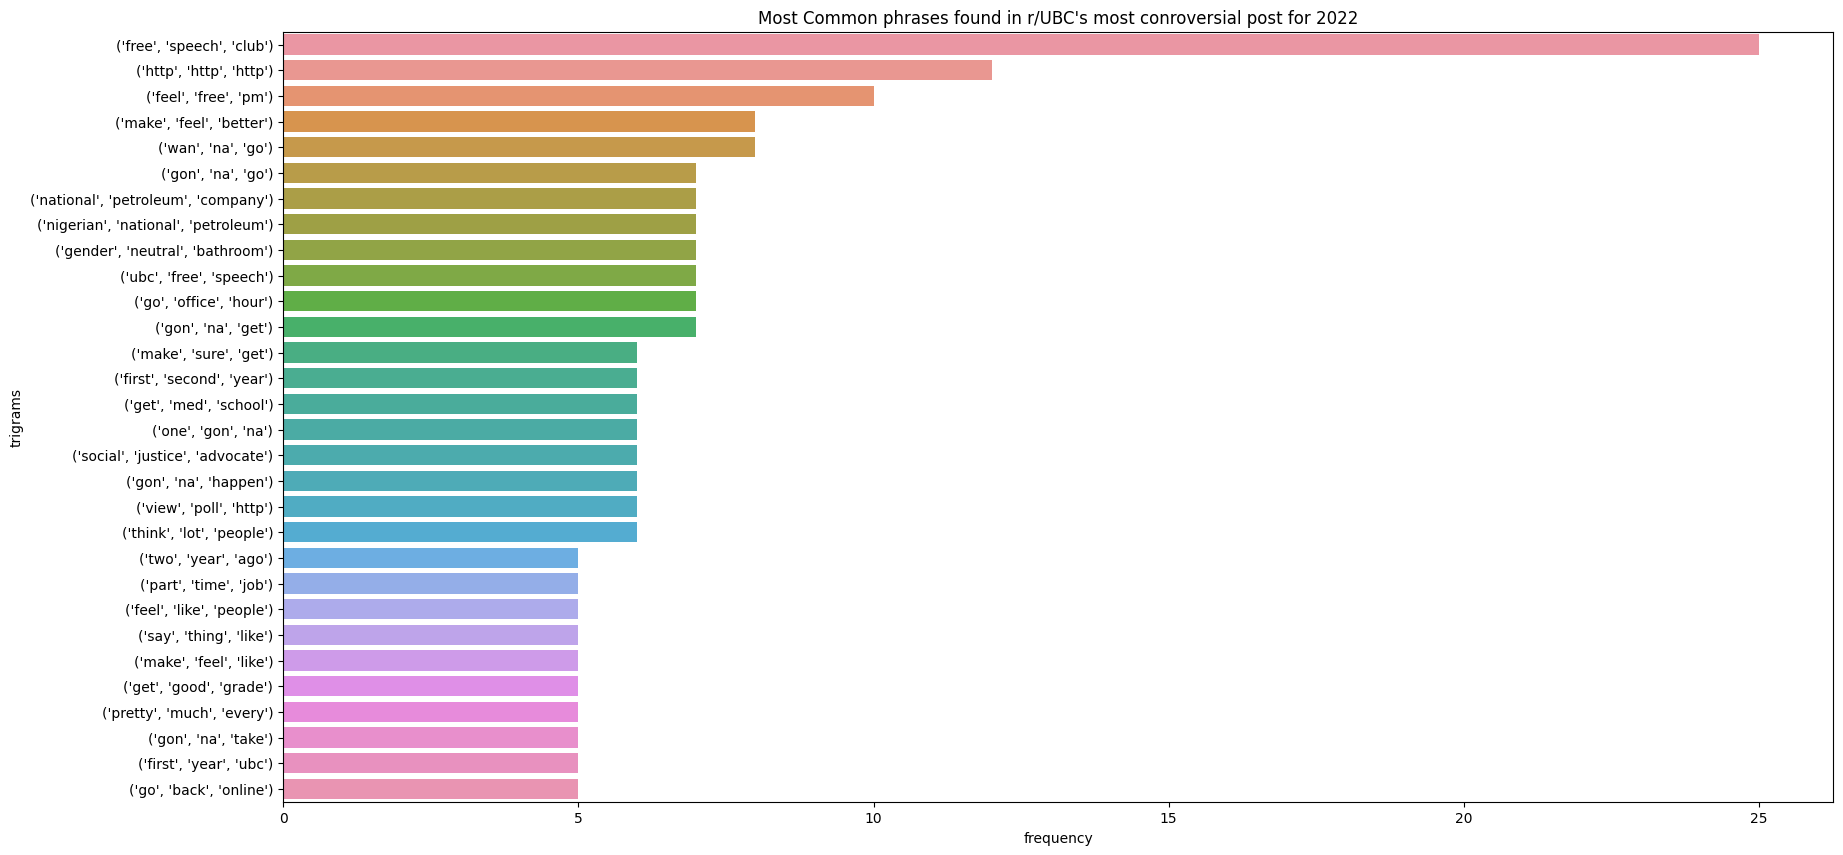 Most Common phrases found in r/UBC's most conroversial post for 2022
('free', 'speech', 'club')
('http', 'http', 'http')
('feel', 'free', 'pm')
('make', 'feel', 'better')
('wan', 'na', 'go')
('gon', 'na', 'go')
('national', 'petroleum', 'company')
('nigerian', 'national', 'petroleum')
('gender', 'neutral', 'bathroom')
('ubc', 'free', 'speech')
('go', 'office', 'hour')
('gon', 'na', 'get')
('make', 'sure', 'get')
('first', 'second', 'year')
('get', 'med', 'school')
('one', 'gon', 'na')
('social', 'justice', 'advocate')
('gon', 'na', 'happen')
('view', 'poll', 'http')
('think', 'lot', 'people')
('two', 'year', 'ago')
('part', 'time', 'job')
('feel', 'like', 'people')
('say', 'thing', 'like')
('make', 'feel', 'like')
('get', 'good', 'grade')
('pretty', 'much', 'every')
('gon', 'na', 'take')
('first', 'year', 'ubc')
('go', 'back', 'online')
trigrams
0 5 10 15 20 25
frequency